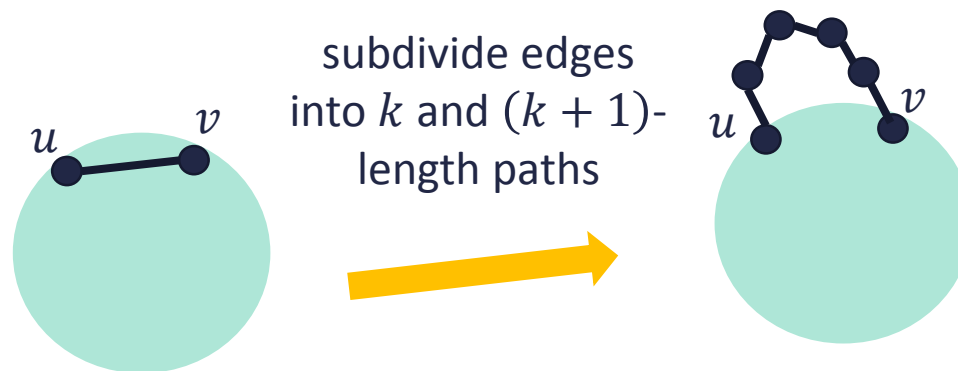 subdivide edges
into k and (k + 1)-
length paths
u
v
u
v